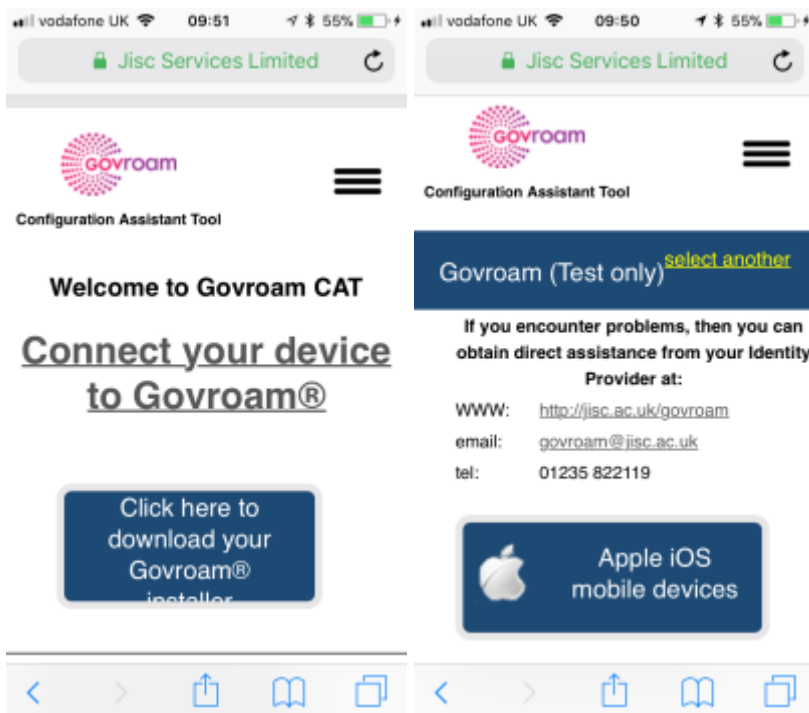 vodafone UK 09:51 55%
Jisc Services Limited
govroam
Configuration Assistant Tool
Welcome to Govroam CAT
Connect your device
to Govroam®
Click here to
download your
Govroam®
installer
vodafone UK 09:50 55%
Jisc Services Limited
govroam
Configuration Assistant Tool
Govroam (Test only) select another
If you encounter problems, then you can
obtain direct assistance from your Identity
Provider at:
WWW: http://jisc.ac.uk/govroam
email: govroam@jisc.ac.uk
tel: 01235 822119
Apple iOS
mobile devices